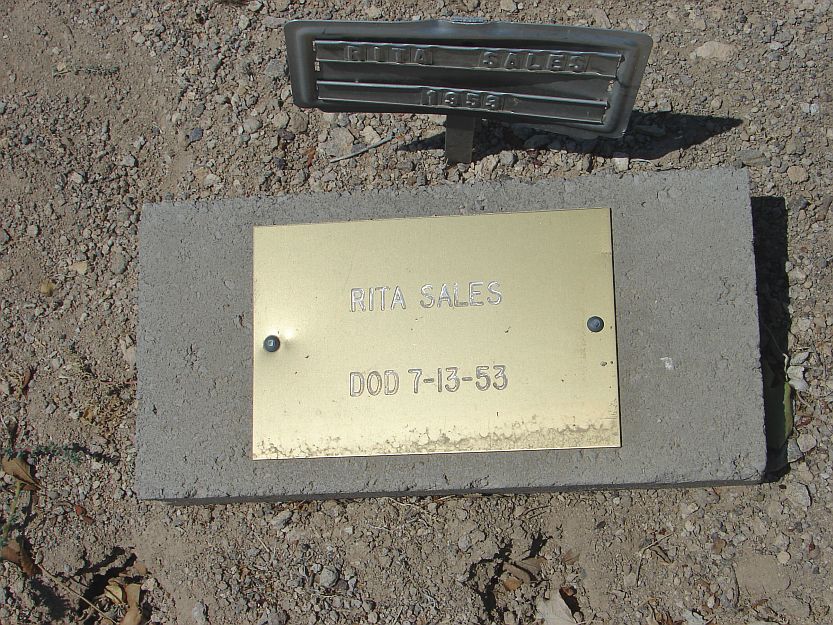 RITA SALES
1953
RITA SALES
DOD 7-13-53